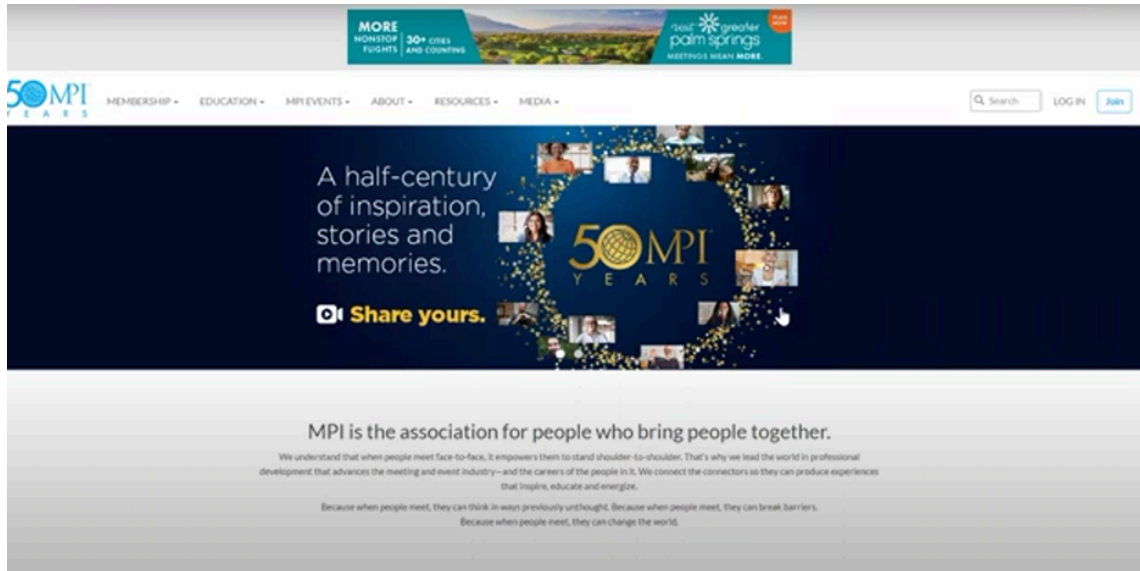 MORE
NONSTOP
FLIGHTS
30+ CITIES
AND COUNTING
visit greater
palm springs
MEETINGS MEAN MORE.
PLAN
NOW
50 MPI
YEARS
MEMBERSHIP
EDUCATION
MPI EVENTS
ABOUT
RESOURCES
MEDIA
Search
LOG IN
Join
A half-century
of inspiration,
stories and
memories.
Share yours.
50 MPI
YEARS
MPI is the association for people who bring people together.
We understand that when people meet face-to-face, it empowers them to stand shoulder-to-shoulder. That's why we lead the world in professional
development that advances the meeting and event industry—and the careers of the people in it. We connect the connectors so they can produce experiences
that inspire, educate and energize.
Because when people meet, they can think in ways previously unthought. Because when people meet, they can break barriers.
Because when people meet, they can change the world.